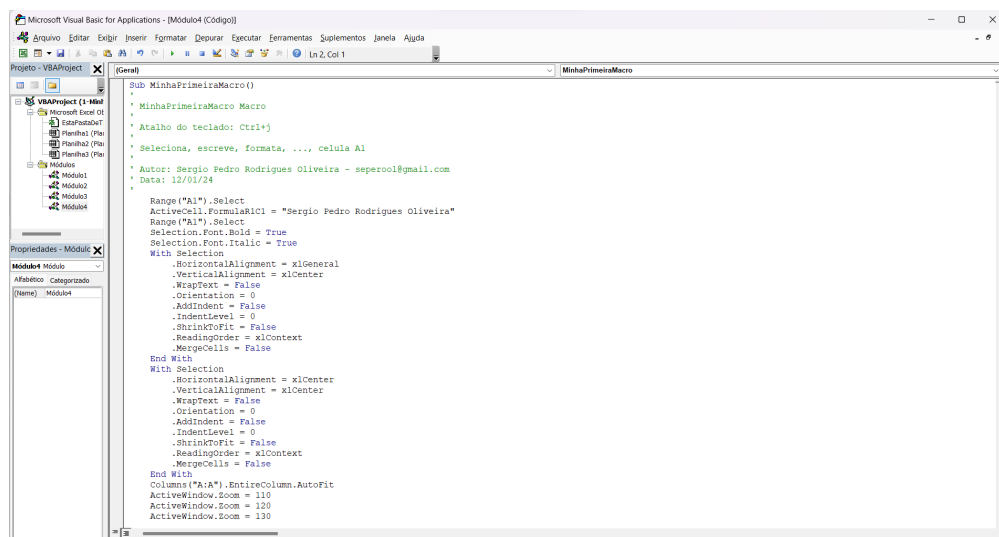 Microsoft Visual Basic for Applications - [Módulo4 (Código)]
Arquivo Editar Exibir Inserir Formatar Depurar Executar Ferramentas Suplementos Janela Ajuda
Ln 2, Col 1
Projeto - VBAProject
VBAProject (1-Minh
Microsoft Excel Ob
EstaPastaDeT
Planilha1 (Plan
Planilha2 (Plan
Planilha3 (Plan
Módulos
Módulo1
Módulo2
Módulo3
Módulo4
Propriedades - Módulo
Módulo4 Módulo
Alfabético Categorizado
(Name) Módulo4
(Geral)
MinhaPrimeiraMacro
Sub MinhaPrimeiraMacro()
'
' MinhaPrimeiraMacro Macro
'
' Atalho do teclado: Ctrl+j
'
' Seleciona, escreve, formata, ..., celula A1
'
' Autor: Sergio Pedro Rodrigues Oliveira - seperool@gmail.com
' Data: 12/01/24
'
Range("A1").Select
ActiveCell.FormulaR1C1 = "Sergio Pedro Rodrigues Oliveira"
Range("A1").Select
Selection.Font.Bold = True
Selection.Font.Italic = True
With Selection
.HorizontalAlignment = xlGeneral
.VerticalAlignment = xlCenter
.WrapText = False
.Orientation = 0
.AddIndent = False
.IndentLevel = 0
.ShrinkToFit = False
.ReadingOrder = xlContext
.MergeCells = False
End With
With Selection
.HorizontalAlignment = xlCenter
.VerticalAlignment = xlCenter
.WrapText = False
.Orientation = 0
.AddIndent = False
.IndentLevel = 0
.ShrinkToFit = False
.ReadingOrder = xlContext
.MergeCells = False
End With
Columns("A:A").EntireColumn.AutoFit
ActiveWindow.Zoom = 110
ActiveWindow.Zoom = 120
ActiveWindow.Zoom = 130